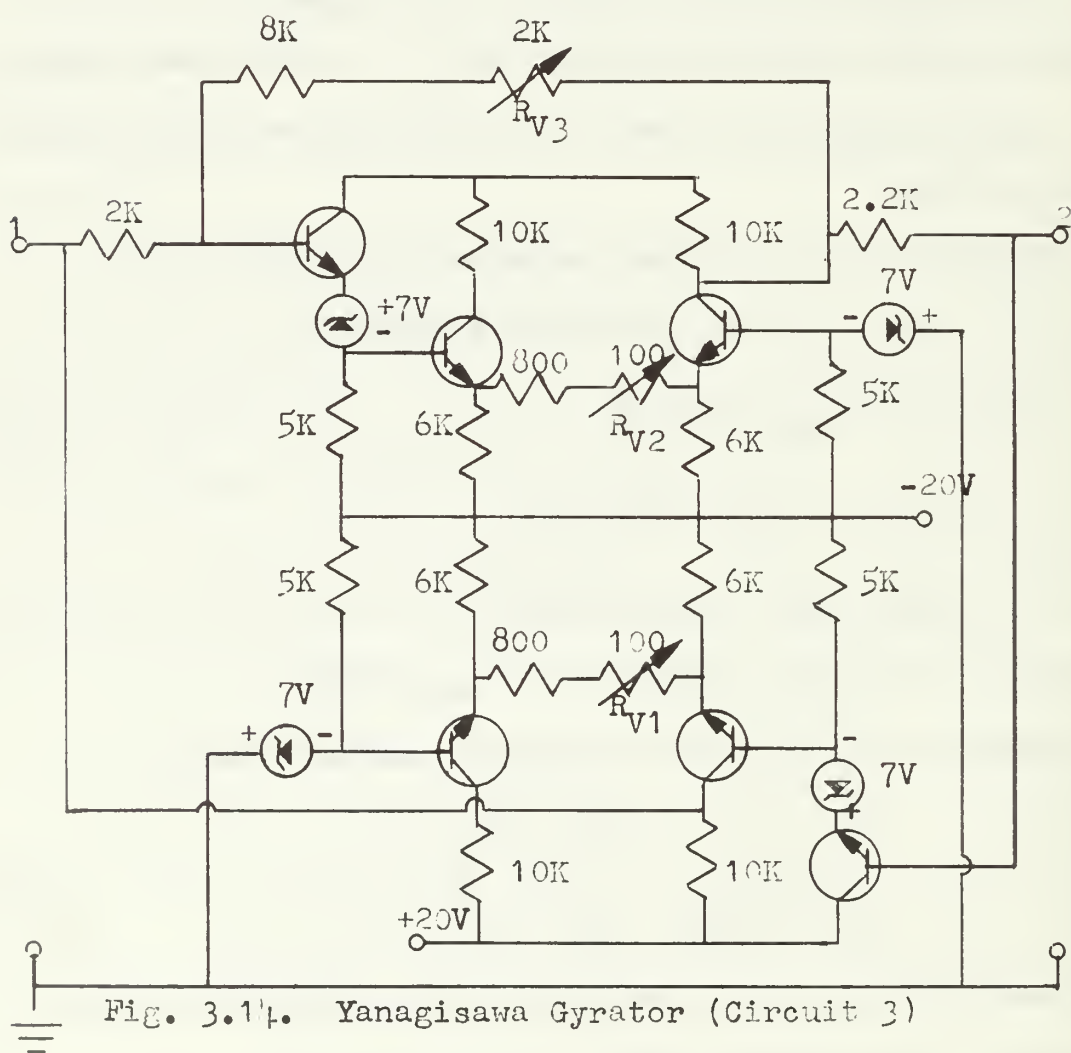 8K 2K
RV3
1 2K 2.2K 2
10K 10K
7V
+7V
-
- +
800 100
5K 6K RV2 6K 5K
-20V
5K 6K 6K 5K
800 100
7V RV1
+ - -
7V
+
10K 10K
+20V
Fig. 3.14. Yanagisawa Gyrator (Circuit 3)